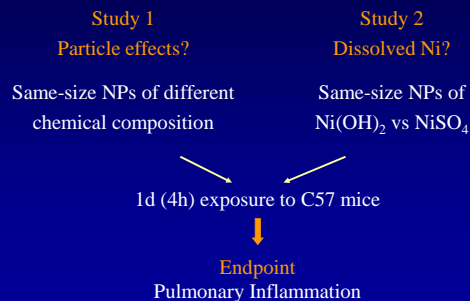 Study 1
Particle effects?
Same-size NPs of different
chemical composition
Study 2
Dissolved Ni?
Same-size NPs of
Ni(OH)₂ vs NiSO₄
1d (4h) exposure to C57 mice
Endpoint
Pulmonary Inflammation